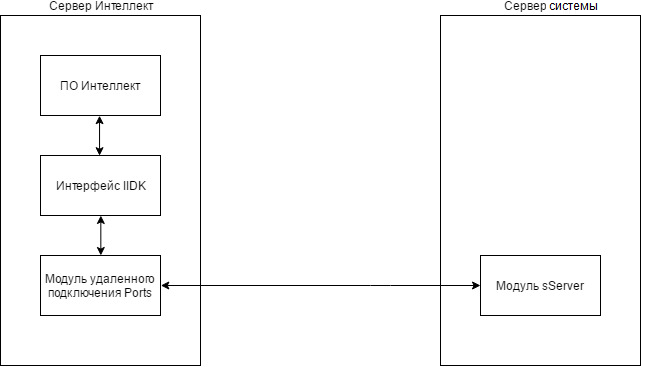 Сервер Интеллект
Сервер системы
ПО Интеллект
Интерфейс IIDK
Модуль удаленного
подключения Ports
Модуль sServer